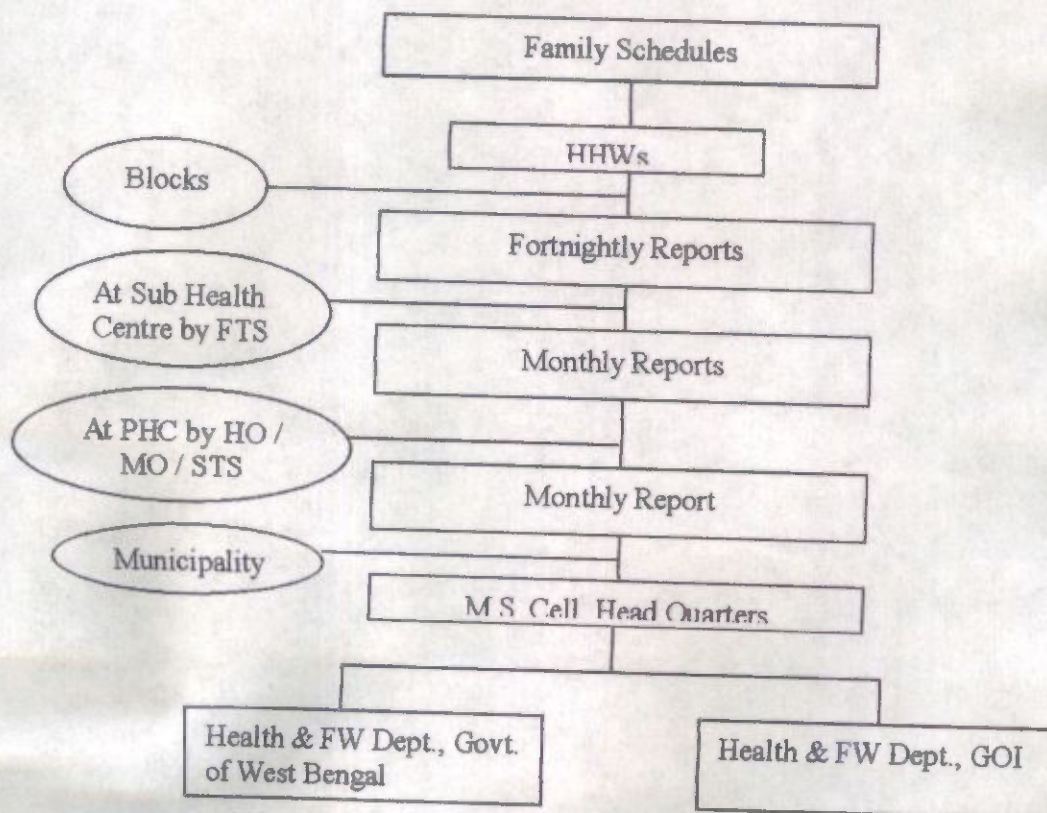 Family Schedules
HHWs
Blocks
Fortnightly Reports
At Sub Health
Centre by FTS
Monthly Reports
At PHC by HO /
MO / STS
Monthly Report
Municipality
M.S. Cell Head Quarters
Health & FW Dept., Govt.
of West Bengal
Health & FW Dept., GOI